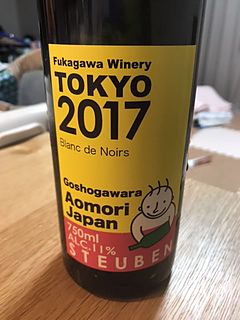 Fukagawa Winery
TOKYO
2017
Blanc de Noirs
Goshogawara
Aomori
Japan
750ml
ALC.11%
STEUBEN